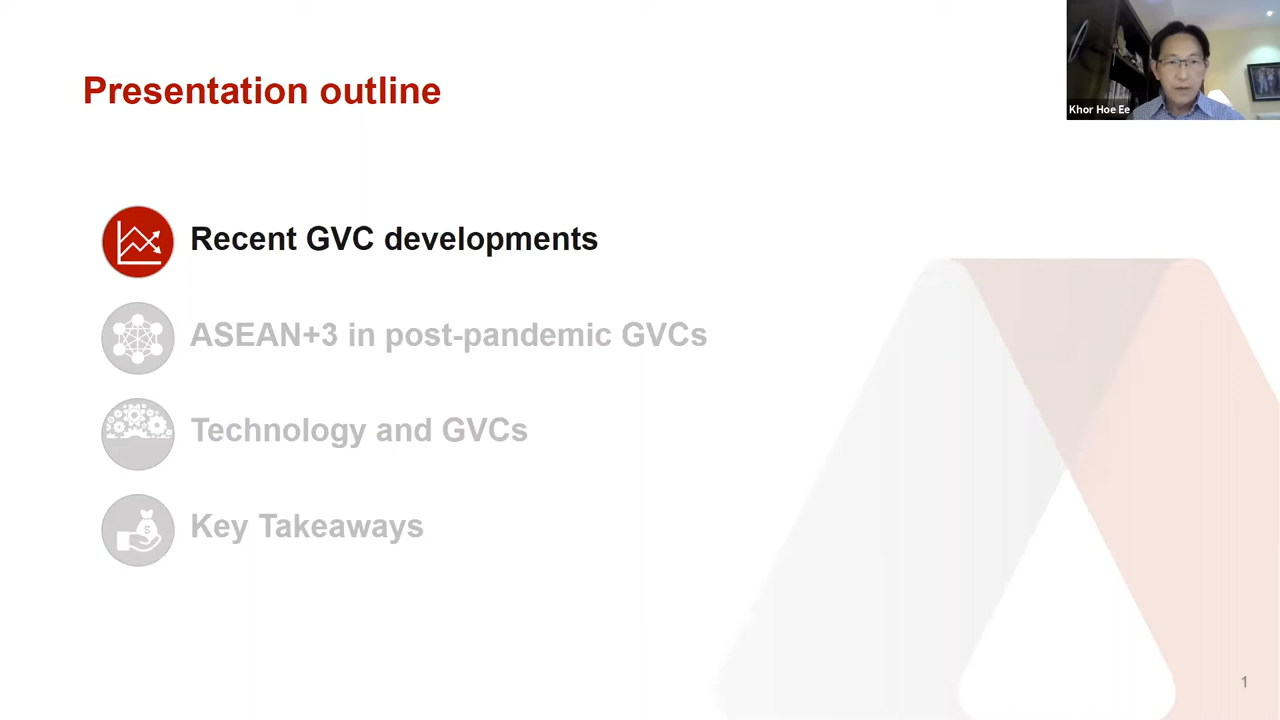 Presentation outline
Khor Hoe Ee
Recent GVC developments
ASEAN+3 in post-pandemic GVCs
Technology and GVCs
$
Key Takeaways
1